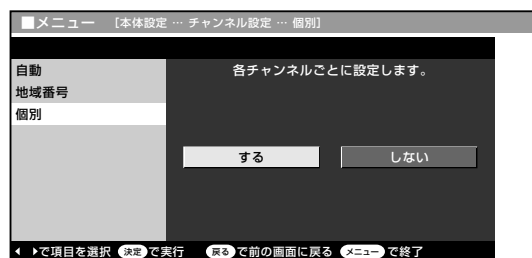 ■メニュー [本体設定 … チャンネル設定 … 個別]
自動
地域番号
個別
各チャンネルごとに設定します。
する しない
で項目を選択 決定 で実行 戻る で前の画面に戻る メニュー で終了